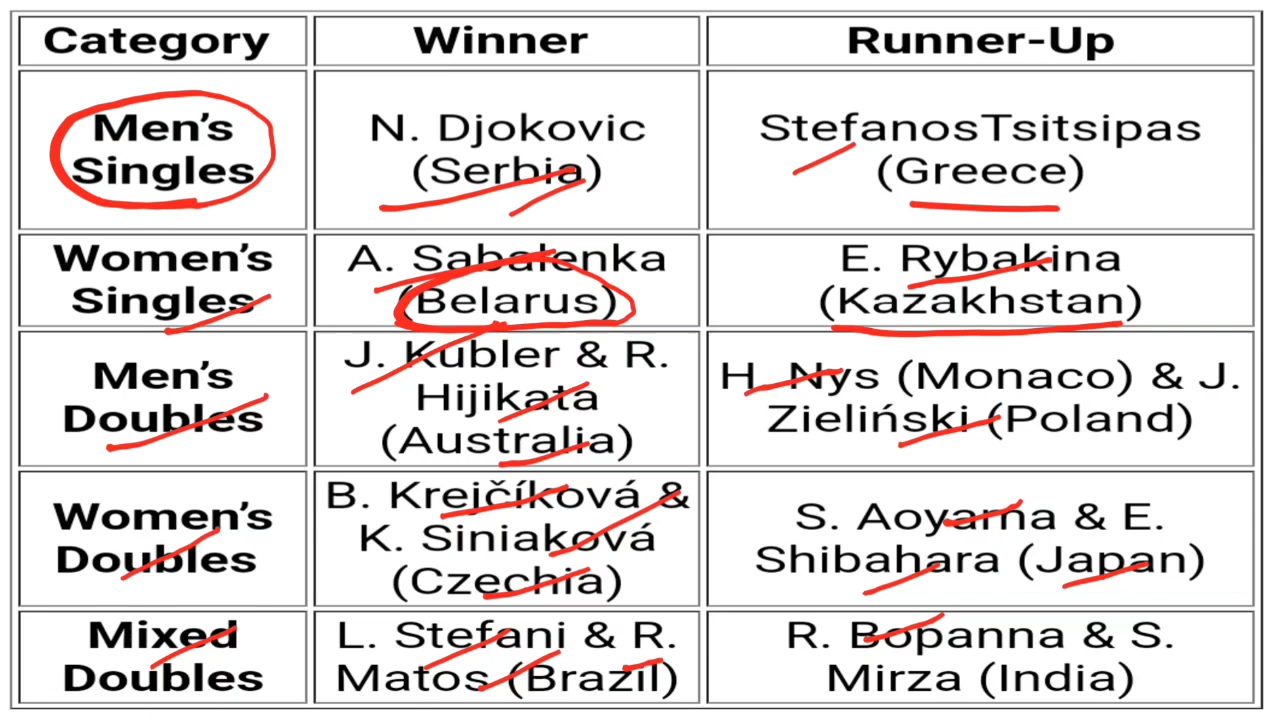 Category
Winner
Runner-Up
Men’s
Singles
N. Djokovic
(Serbia)
StefanosTsitsipas
(Greece)
Women’s
Singles
A. Sabalenka
(Belarus)
E. Rybakina
(Kazakhstan)
Men’s
Doubles
J. Kubler & R.
Hijikata
(Australia)
H. Nys (Monaco) & J.
Zieliński (Poland)
Women’s
Doubles
B. Krejčíková &
K. Siniaková
(Czechia)
S. Aoyama & E.
Shibahara (Japan)
Mixed
Doubles
L. Stefani & R.
Matos (Brazil)
R. Bopanna & S.
Mirza (India)